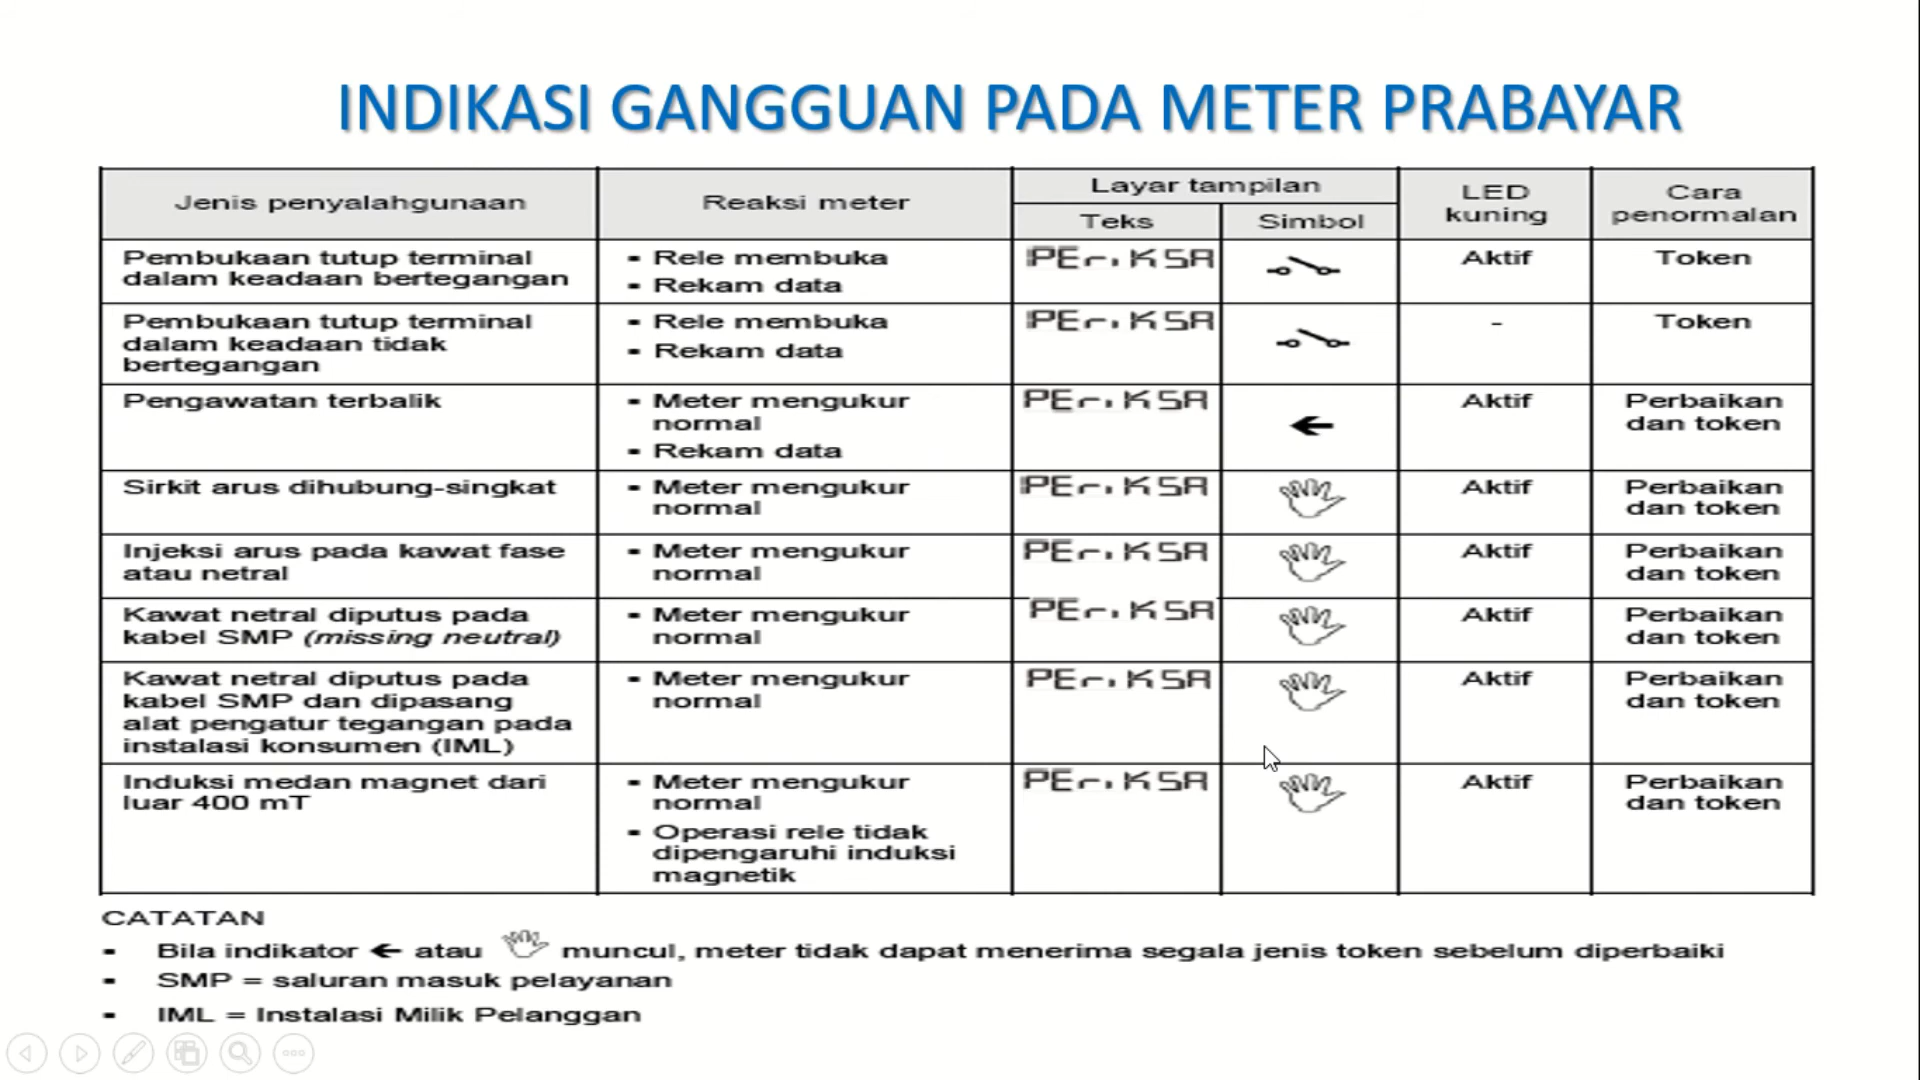 INDIKASI GANGGUAN PADA METER PRABAYAR
Jenis penyalahgunaan
Reaksi meter
Layar tampilan
Teks
Simbol
LED
kuning
Cara
penormalan
Pembukaan tutup terminal
dalam keadaan bertegangan
▪ Rele membuka
▪ Rekam data
PEriKSA
Aktif
Token
Pembukaan tutup terminal
dalam keadaan tidak
bertegangan
▪ Rele membuka
▪ Rekam data
PEriKSA
-
Token
Pengawatan terbalik
▪ Meter mengukur
normal
▪ Rekam data
PEriKSA
Aktif
Perbaikan
dan token
Sirkit arus dihubung-singkat
▪ Meter mengukur
normal
PEriKSA
Aktif
Perbaikan
dan token
Injeksi arus pada kawat fase
atau netral
▪ Meter mengukur
normal
PEriKSA
Aktif
Perbaikan
dan token
Kawat netral diputus pada
kabel SMP (missing neutral)
▪ Meter mengukur
normal
PEriKSA
Aktif
Perbaikan
dan token
Kawat netral diputus pada
kabel SMP dan dipasang
alat pengatur tegangan pada
instalasi konsumen (IML)
▪ Meter mengukur
normal
PEriKSA
Aktif
Perbaikan
dan token
Induksi medan magnet dari
luar 400 mT
▪ Meter mengukur
normal
▪ Operasi rele tidak
dipengaruhi induksi
magnetik
PEriKSA
Aktif
Perbaikan
dan token
CATATAN
▪ Bila indikator ← atau muncul, meter tidak dapat menerima segala jenis token sebelum diperbaiki
▪ SMP = saluran masuk pelayanan
▪ IML = Instalasi Milik Pelanggan